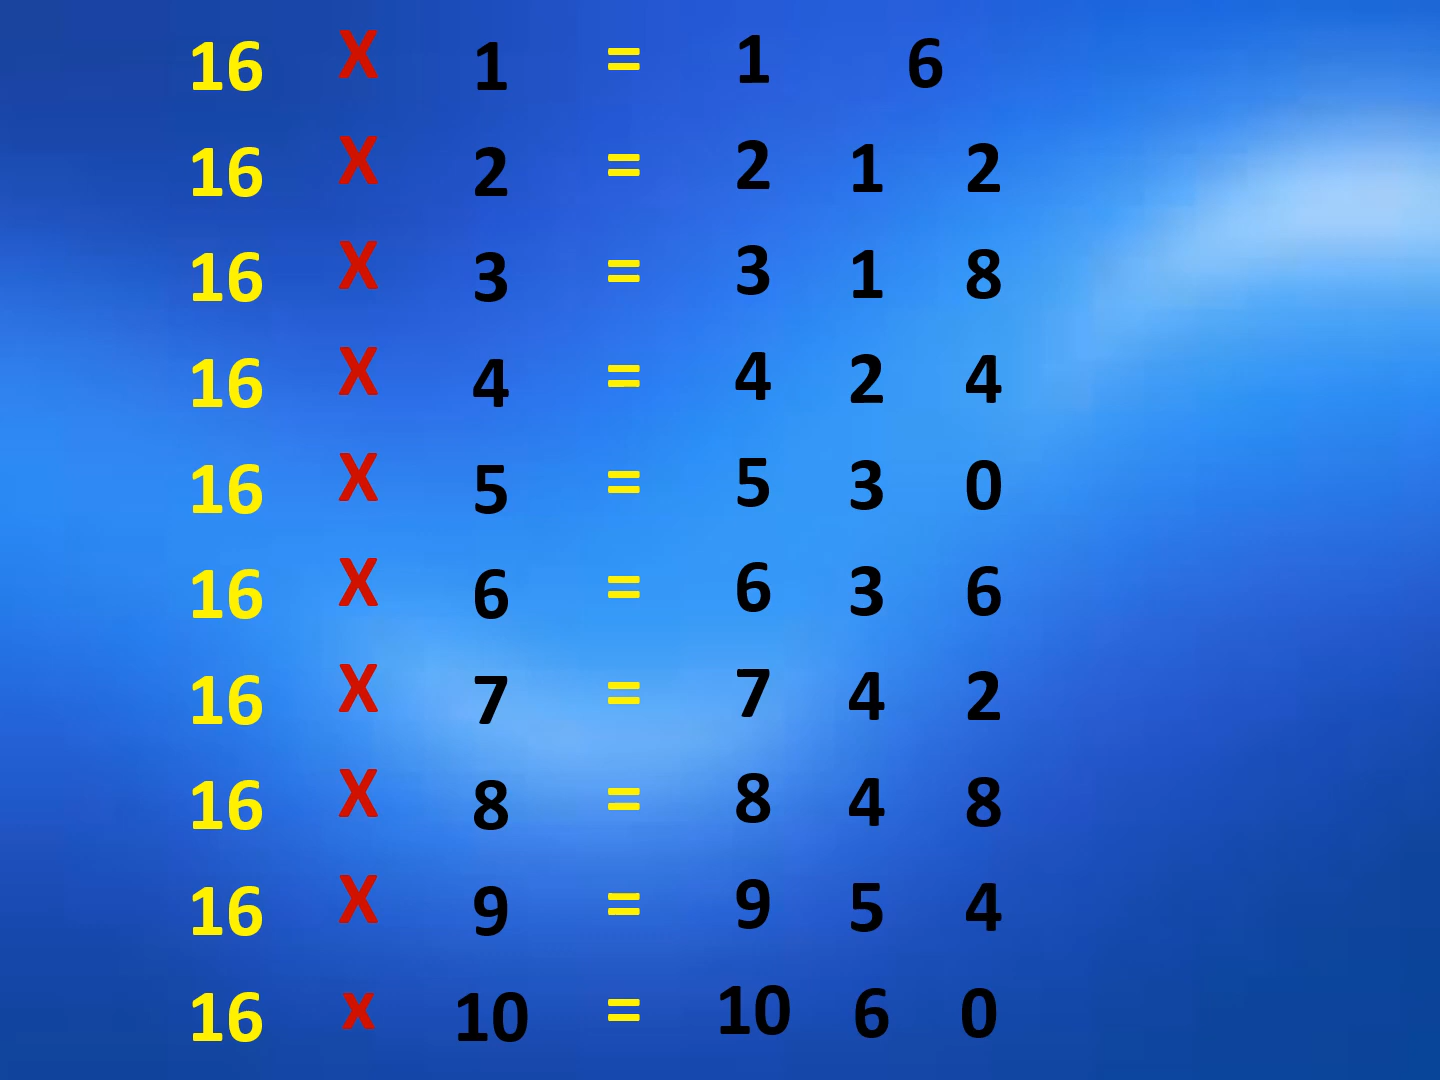 16 X 1 = 1 6
16 X 2 = 2 1 2
16 X 3 = 3 1 8
16 X 4 = 4 2 4
16 X 5 = 5 3 0
16 X 6 = 6 3 6
16 X 7 = 7 4 2
16 X 8 = 8 4 8
16 X 9 = 9 5 4
16 x 10 = 10 6 0